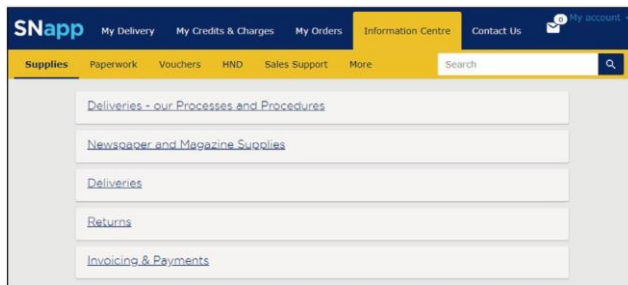 SNapp My Delivery My Credits & Charges My Orders Information Centre Contact Us 0 My account
Supplies Paperwork Vouchers HND Sales Support More Search
Deliveries - our Processes and Procedures
Newspaper and Magazine Supplies
Deliveries
Returns
Invoicing & Payments